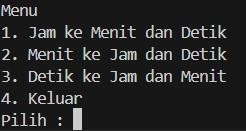 Menu
1. Jam ke Menit dan Detik
2. Menit ke Jam dan Detik
3. Detik ke Jam dan Menit
4. Keluar
Pilih :